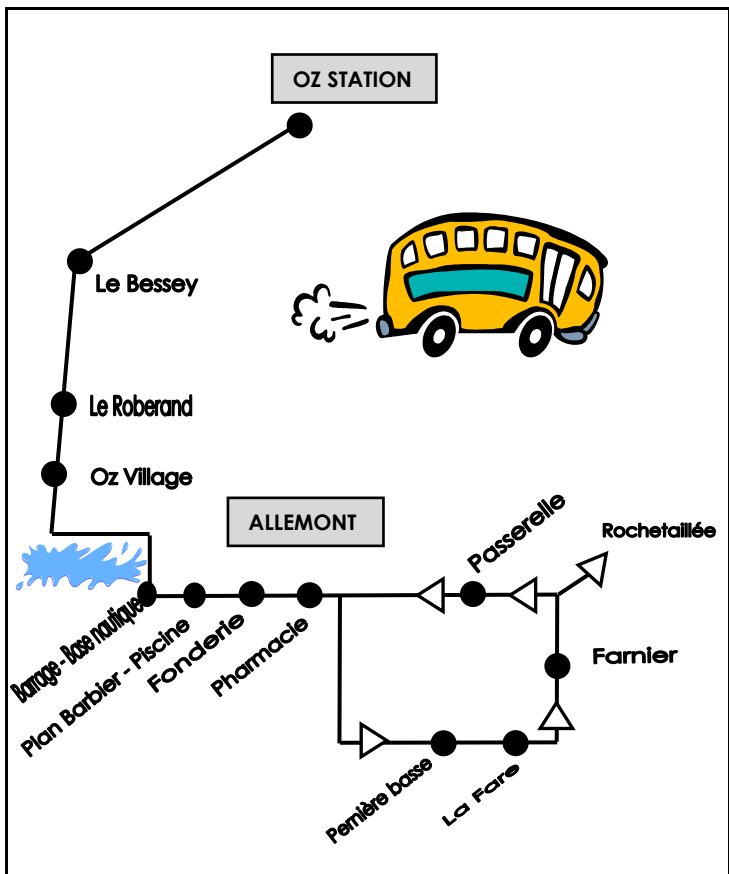 OZ STATION
Le Bessey
Le Roberand
Oz Village
ALLEMONT
Passerelle
Rochetaillée
Barrage - Base nautique
Plan Barbier - Piscine
Fonderie
Pharmacie
Farnier
Pernière basse
La Fare